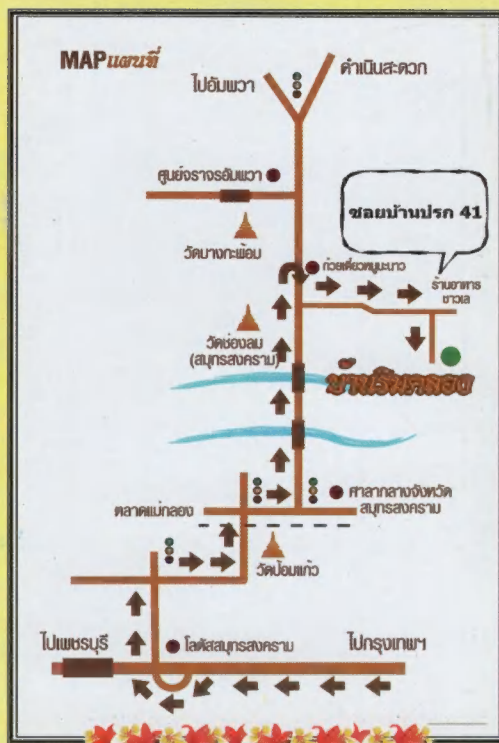 MAPแผนที่
ไปอัมพวา
ดำเนินสะดวก
ศูนย์จราจรอัมพวา
ซอยบ้านปรก 41
วัดบางกะพ้อม
ก๋วยเตี๋ยวหมูมะนาว
ร้านอาหาร
ชาวเล
วัดช่องลม
(สมุทรสงคราม)
บ้านริมคลอง
ตลาดแม่กลอง
ศาลากลางจังหวัด
สมุทรสงคราม
วัดป้อมแก้ว
ไปเพชรบุรี
โลตัสสมุทรสงคราม
ไปกรุงเทพฯ